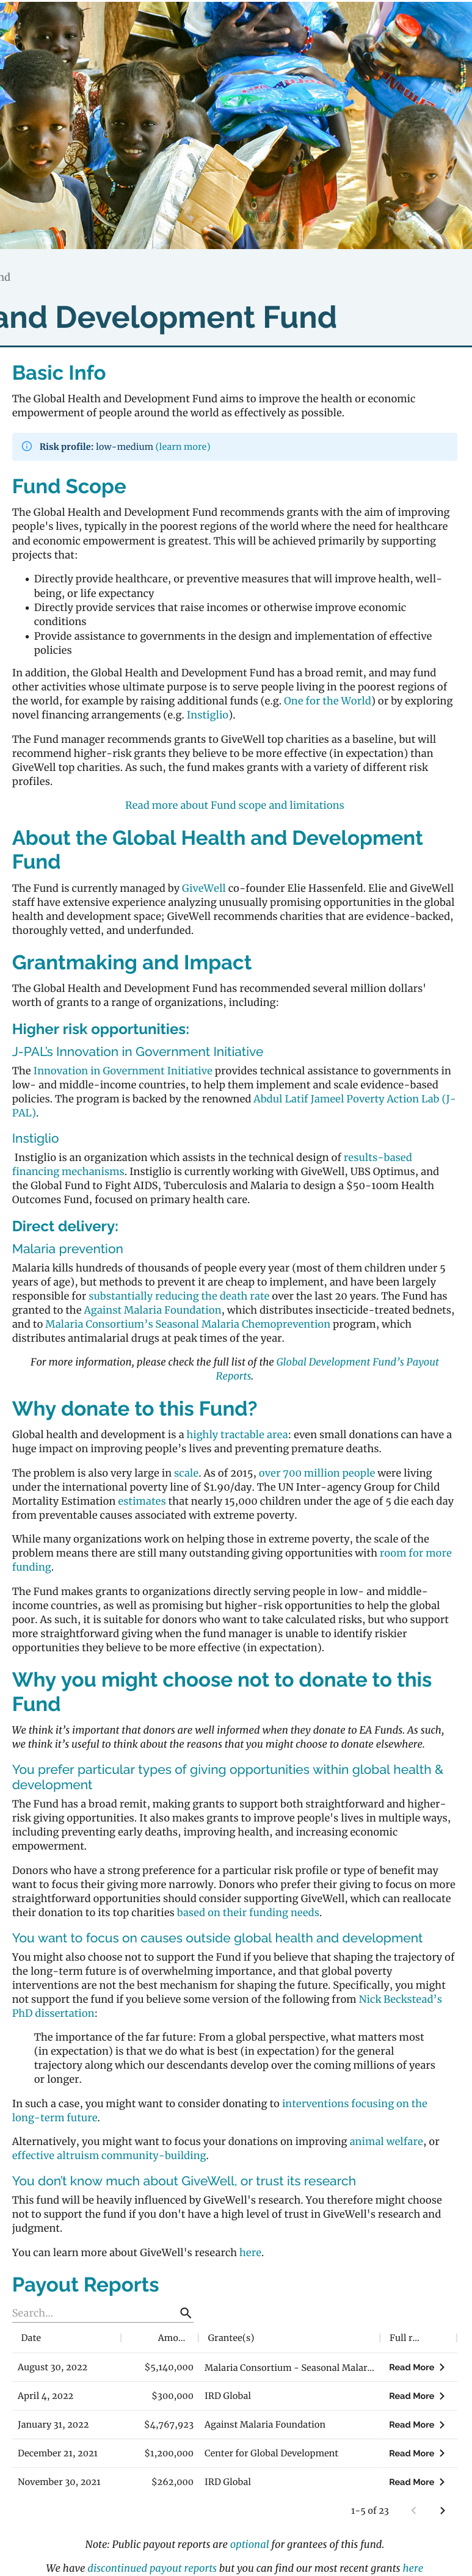 nd
and Development Fund
Basic Info
The Global Health and Development Fund aims to improve the health or economic
empowerment of people around the world as effectively as possible.
Risk profile: low-medium (learn more)
Fund Scope
The Global Health and Development Fund recommends grants with the aim of improving
people's lives, typically in the poorest regions of the world where the need for healthcare
and economic empowerment is greatest. This will be achieved primarily by supporting
projects that:
• Directly provide healthcare, or preventive measures that will improve health, well-
being, or life expectancy
• Directly provide services that raise incomes or otherwise improve economic
conditions
• Provide assistance to governments in the design and implementation of effective
policies
In addition, the Global Health and Development Fund has a broad remit, and may fund
other activities whose ultimate purpose is to serve people living in the poorest regions of
the world, for example by raising additional funds (e.g. One for the World) or by exploring
novel financing arrangements (e.g. Instiglio).
The Fund manager recommends grants to GiveWell top charities as a baseline, but will
recommend higher-risk grants they believe to be more effective (in expectation) than
GiveWell top charities. As such, the fund makes grants with a variety of different risk
profiles.
Read more about Fund scope and limitations
About the Global Health and Development
Fund
The Fund is currently managed by GiveWell co-founder Elie Hassenfeld. Elie and GiveWell
staff have extensive experience analyzing unusually promising opportunities in the global
health and development space; GiveWell recommends charities that are evidence-backed,
thoroughly vetted, and underfunded.
Grantmaking and Impact
The Global Health and Development Fund has recommended several million dollars'
worth of grants to a range of organizations, including:
Higher risk opportunities:
J-PAL's Innovation in Government Initiative
The Innovation in Government Initiative provides technical assistance to governments in
low- and middle-income countries, to help them implement and scale evidence-based
policies. The program is backed by the renowned Abdul Latif Jameel Poverty Action Lab (J-
PAL).
Instiglio
Instiglio is an organization which assists in the technical design of results-based
financing mechanisms. Instiglio is currently working with GiveWell, UBS Optimus, and
the Global Fund to Fight AIDS, Tuberculosis and Malaria to design a $50-100m Health
Outcomes Fund, focused on primary health care.
Direct delivery:
Malaria prevention
Malaria kills hundreds of thousands of people every year (most of them children under 5
years of age), but methods to prevent it are cheap to implement, and have been largely
responsible for substantially reducing the death rate over the last 20 years. The Fund has
granted to the Against Malaria Foundation, which distributes insecticide-treated bednets,
and to Malaria Consortium's Seasonal Malaria Chemoprevention program, which
distributes antimalarial drugs at peak times of the year.
For more information, please check the full list of the Global Development Fund's Payout
Reports.
Why donate to this Fund?
Global health and development is a highly tractable area: even small donations can have a
huge impact on improving people's lives and preventing premature deaths.
The problem is also very large in scale. As of 2015, over 700 million people were living
under the international poverty line of $1.90/day. The UN Inter-agency Group for Child
Mortality Estimation estimates that nearly 15,000 children under the age of 5 die each day
from preventable causes associated with extreme poverty.
While many organizations work on helping those in extreme poverty, the scale of the
problem means there are still many outstanding giving opportunities with room for more
funding.
The Fund makes grants to organizations directly serving people in low- and middle-
income countries, as well as promising but higher-risk opportunities to help the global
poor. As such, it is suitable for donors who want to take calculated risks, but who support
more straightforward giving when the fund manager is unable to identify riskier
opportunities they believe to be more effective (in expectation).
Why you might choose not to donate to this
Fund
We think it's important that donors are well informed when they donate to EA Funds. As such,
we think it's useful to think about the reasons that you might choose to donate elsewhere.
You prefer particular types of giving opportunities within global health &
development
The Fund has a broad remit, making grants to support both straightforward and higher-
risk giving opportunities. It also makes grants to improve people's lives in multiple ways,
including preventing early deaths, improving health, and increasing economic
empowerment.
Donors who have a strong preference for a particular risk profile or type of benefit may
want to focus their giving more narrowly. Donors who prefer their giving to focus on more
straightforward opportunities should consider supporting GiveWell, which can reallocate
their donation to its top charities based on their funding needs.
You want to focus on causes outside global health and development
You might also choose not to support the Fund if you believe that shaping the trajectory of
the long-term future is of overwhelming importance, and that global poverty
interventions are not the best mechanism for shaping the future. Specifically, you might
not support the fund if you believe some version of the following from Nick Beckstead's
PhD dissertation:
The importance of the far future: From a global perspective, what matters most
(in expectation) is that we do what is best (in expectation) for the general
trajectory along which our descendants develop over the coming millions of years
or longer.
In such a case, you might want to consider donating to interventions focusing on the
long-term future.
Alternatively, you might want to focus your donations on improving animal welfare, or
effective altruism community-building.
You don't know much about GiveWell, or trust its research
This fund will be heavily influenced by GiveWell's research. You therefore might choose
not to support the fund if you don't have a high level of trust in GiveWell's research and
judgment.
You can learn more about GiveWell's research here.
Payout Reports
Search...
Date Amo... Grantee(s) Full r...
August 30, 2022 $5,140,000 Malaria Consortium - Seasonal Malar... Read More
April 4, 2022 $300,000 IRD Global Read More
January 31, 2022 $4,767,923 Against Malaria Foundation Read More
December 21, 2021 $1,200,000 Center for Global Development Read More
November 30, 2021 $262,000 IRD Global Read More
1-5 of 23
Note: Public payout reports are optional for grantees of this fund.
We have discontinued payout reports but you can find our most recent grants here